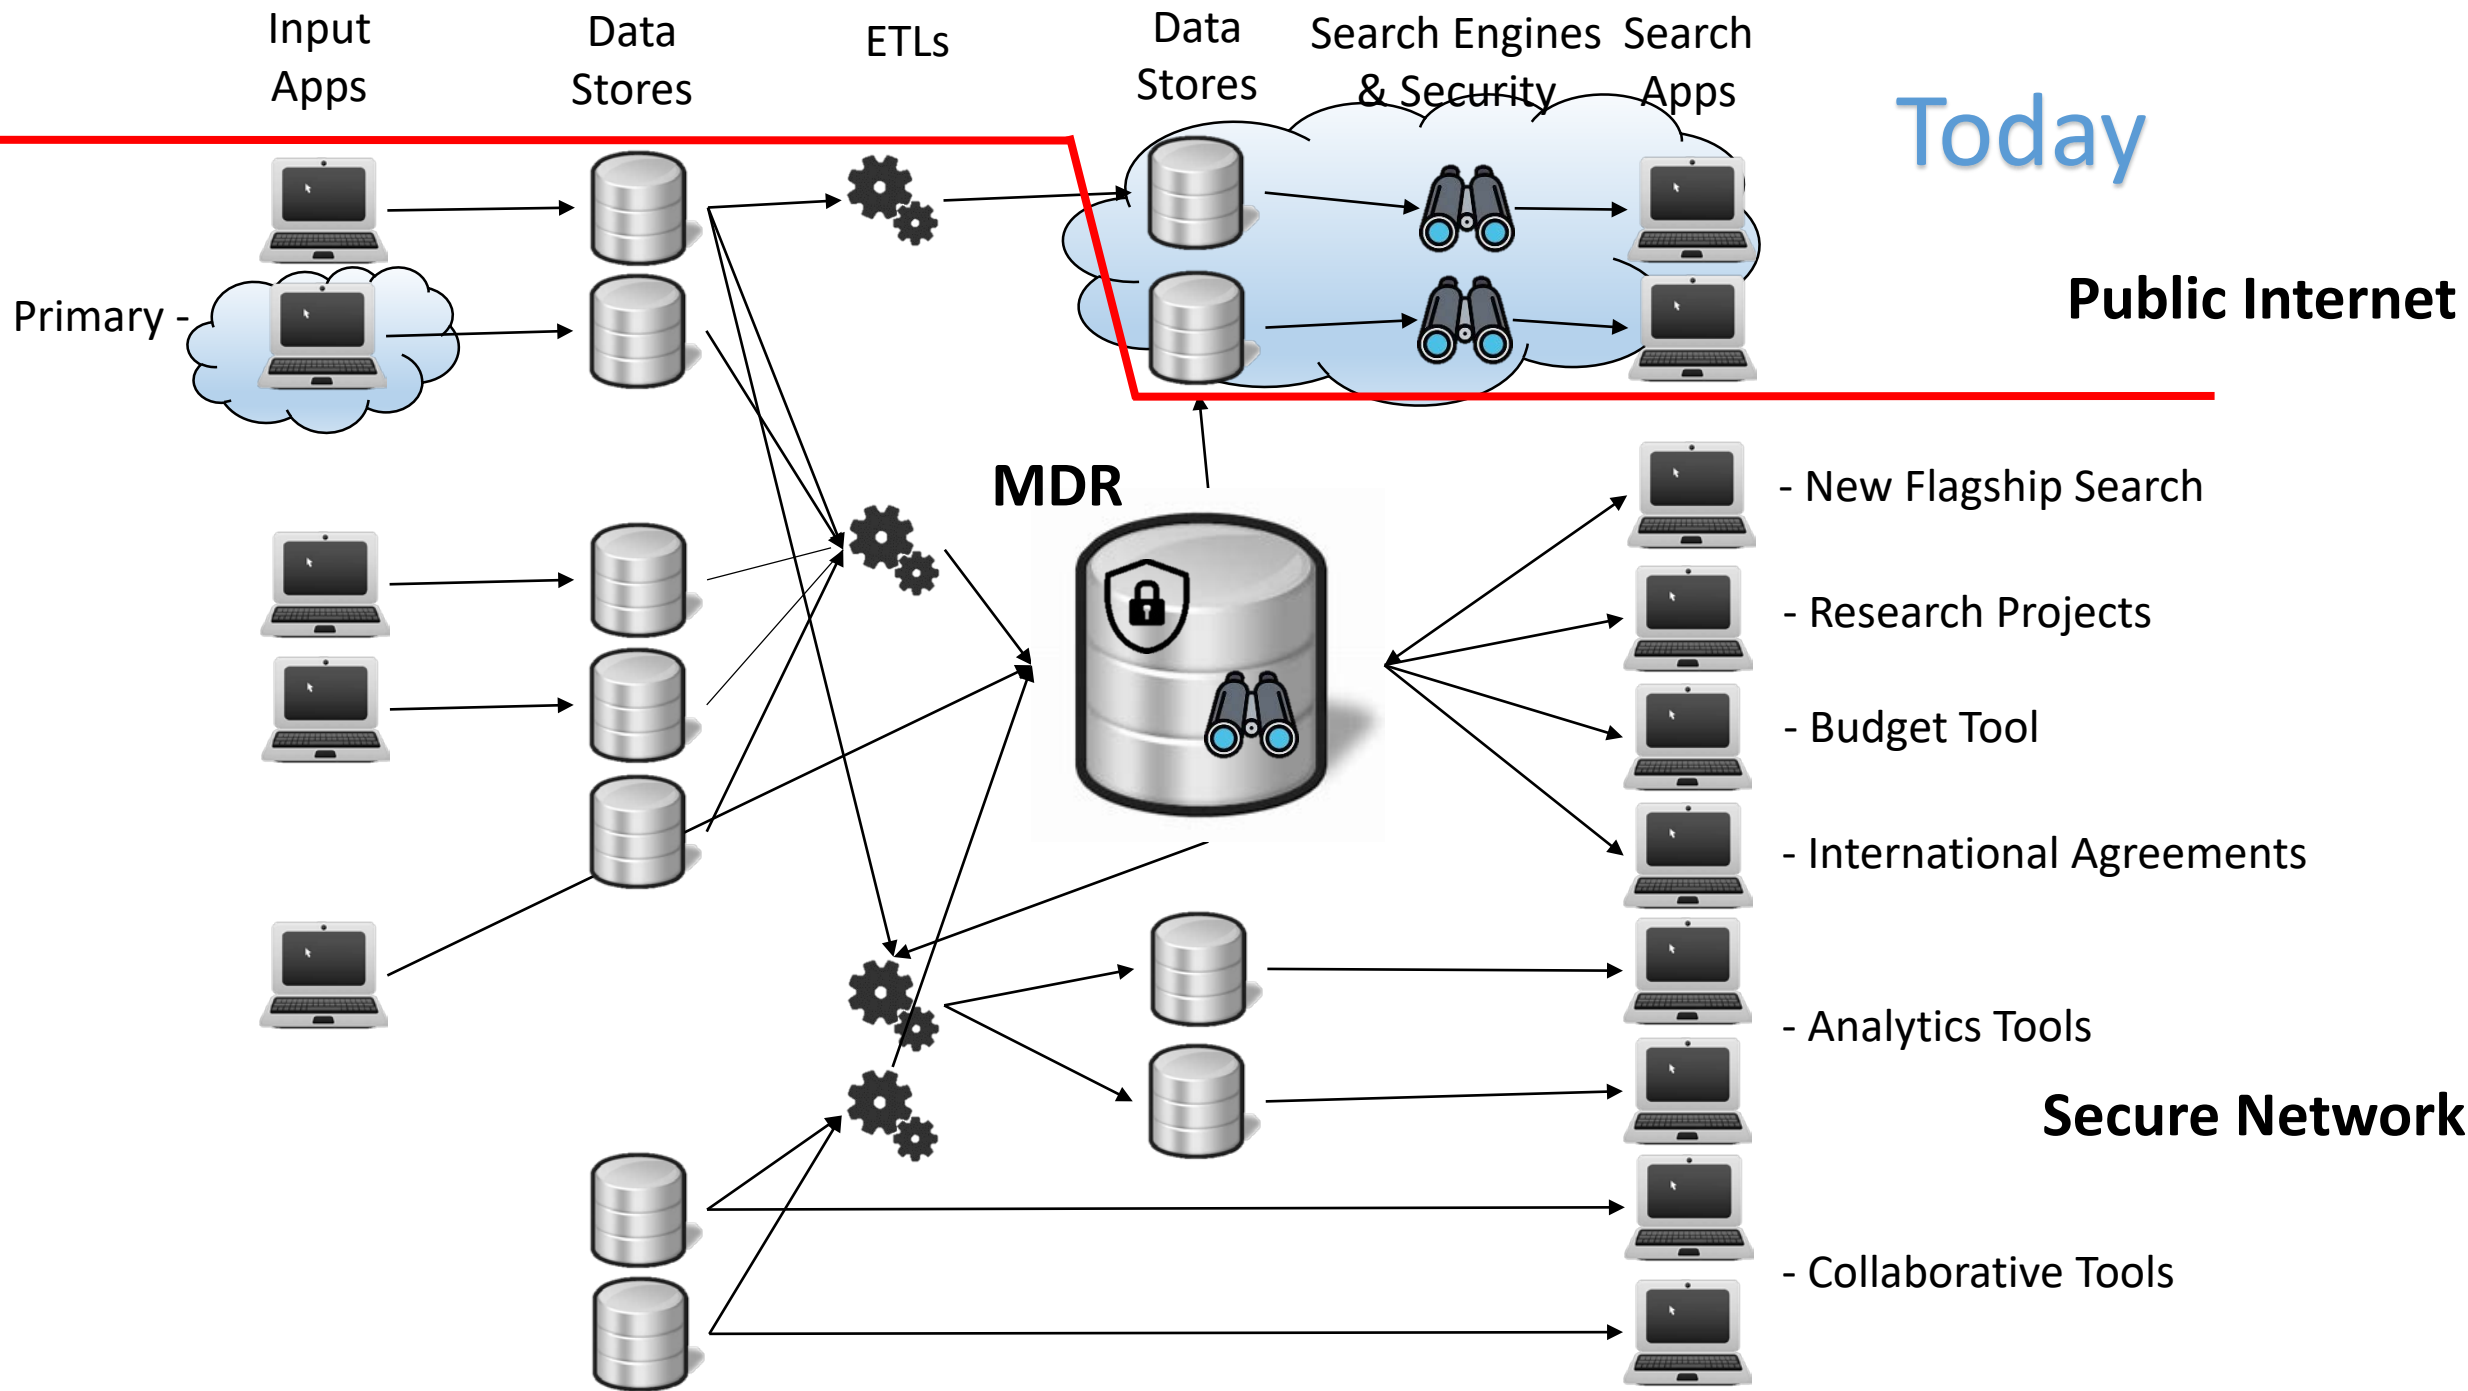 Input
Apps
Data
Stores
ETLs
Data
Stores
Search Engines
& Security
Search
Apps
Today
Primary -
Public Internet
MDR
- New Flagship Search
- Research Projects
- Budget Tool
- International Agreements
- Analytics Tools
Secure Network
- Collaborative Tools